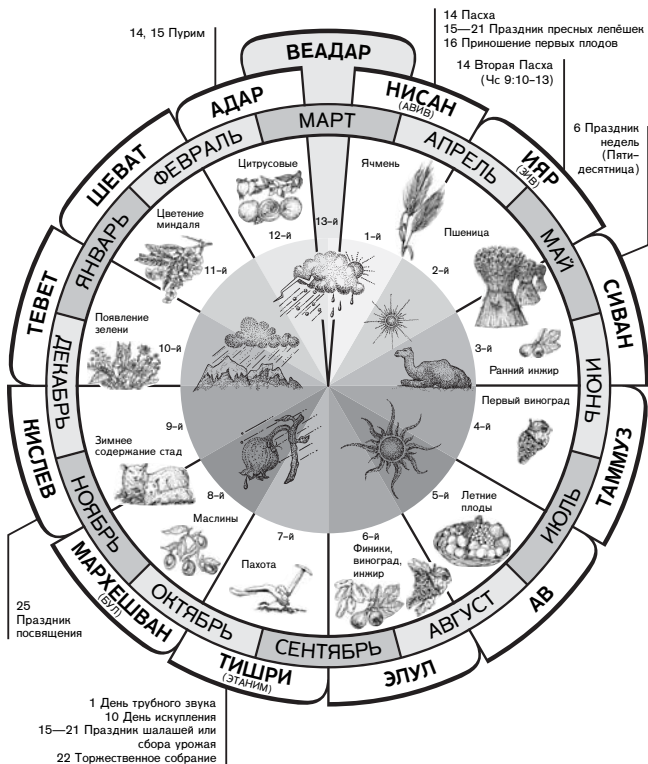 14, 15 Пурим
14 Пасха
15—21 Праздник пресных лепёшек
16 Приношение первых плодов
14 Вторая Пасха
(Чс 9:10–13)
6 Праздник
недель
(Пяти-
десятница)
ВЕАДАР
АДАР
НИСАН
(АВИВ)
ИЯР
(ЗИВ)
СИВАН
ТАММУЗ
АВ
ЭЛУЛ
ТИШРИ
(ЭТАНИМ)
МАРХЕШВАН
(БУЛ)
КИСЛЕВ
ТЕВЕТ
ШЕВАТ
МАРТ
АПРЕЛЬ
МАЙ
ИЮНЬ
ИЮЛЬ
АВГУСТ
СЕНТЯБРЬ
ОКТЯБРЬ
НОЯБРЬ
ДЕКАБРЬ
ЯНВАРЬ
ФЕВРАЛЬ
13–й
Ячмень
1–й
Пшеница
2–й
3–й
Ранний инжир
Первый виноград
4–й
5–й
Летние
плоды
6–й
Финики,
виноград,
инжир
7–й
Пахота
8–й
Маслины
9–й
Зимнее
содержание стад
Появление
зелени
10–й
Цветение
миндаля
11–й
Цитрусовые
12–й
25
Праздник
посвящения
1 День трубного звука
10 День искупления
15—21 Праздник шалашей или
сбора урожая
22 Торжественное собрание